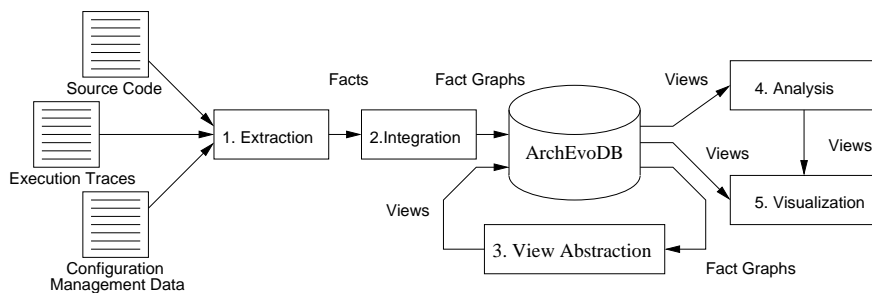 Source Code
Execution Traces
Configuration
Management Data
1. Extraction
Facts
2.Integration
Fact Graphs
ArchEvoDB
Views
3. View Abstraction
Fact Graphs
Views
4. Analysis
Views
Views
5. Visualization